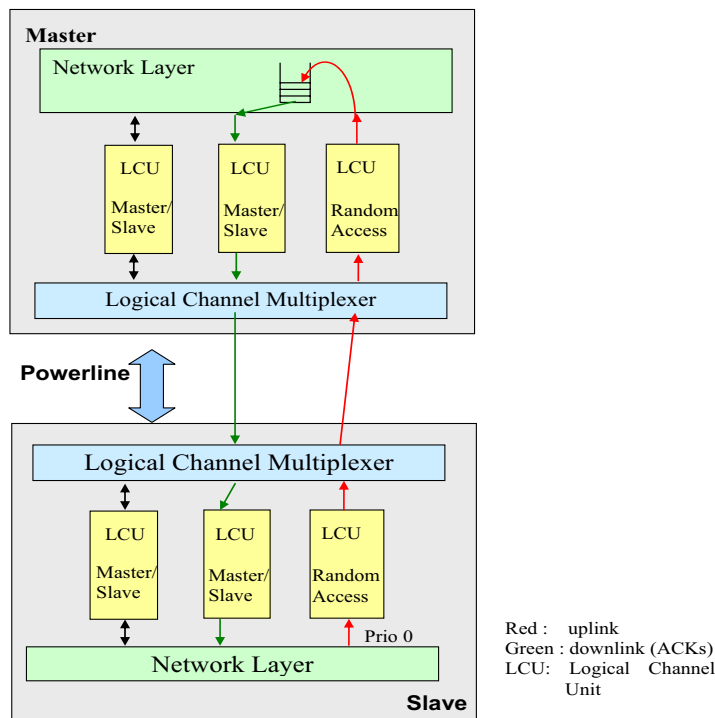 Master
Network Layer
LCU
Master/
Slave
LCU
Master/
Slave
LCU
Random
Access
Logical Channel Multiplexer
Powerline
Logical Channel Multiplexer
LCU
Master/
Slave
LCU
Master/
Slave
LCU
Random
Access
Prio 0
Network Layer
Slave
Red : uplink
Green : downlink (ACKs)
LCU: Logical Channel
Unit